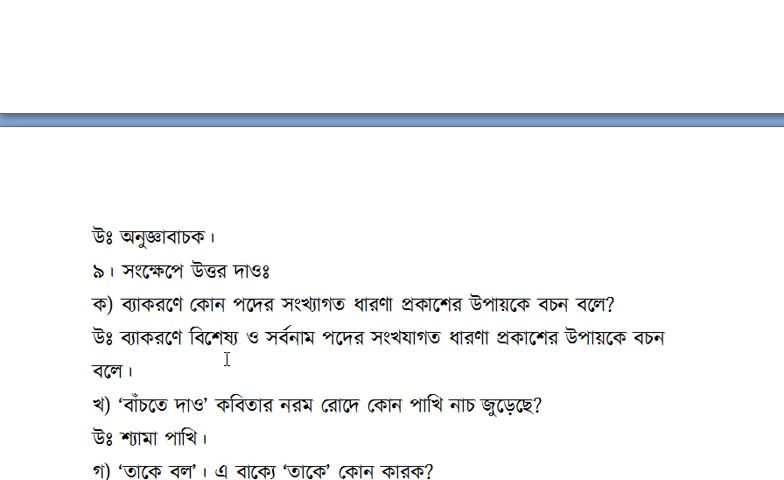 উঃ অনুজ্ঞাবাচক।
৯। সংক্ষেপে উত্তর দাওঃ
ক) ব্যাকরণে কোন পদের সংখ্যাগত ধারণা প্রকাশের উপায়কে বচন বলে?
উঃ ব্যাকরণে বিশেষ্য ও সর্বনাম পদের সংখযাগত ধারণা প্রকাশের উপায়কে বচন
বলে।
খ) ‘বাঁচতে দাও’ কবিতার নরম রোদে কোন পাখি নাচ জুড়েছে?
উঃ শ্যামা পাখি।
গ) ‘তাকে বল’। এ বাক্যে ‘তাকে’ কোন কারক?